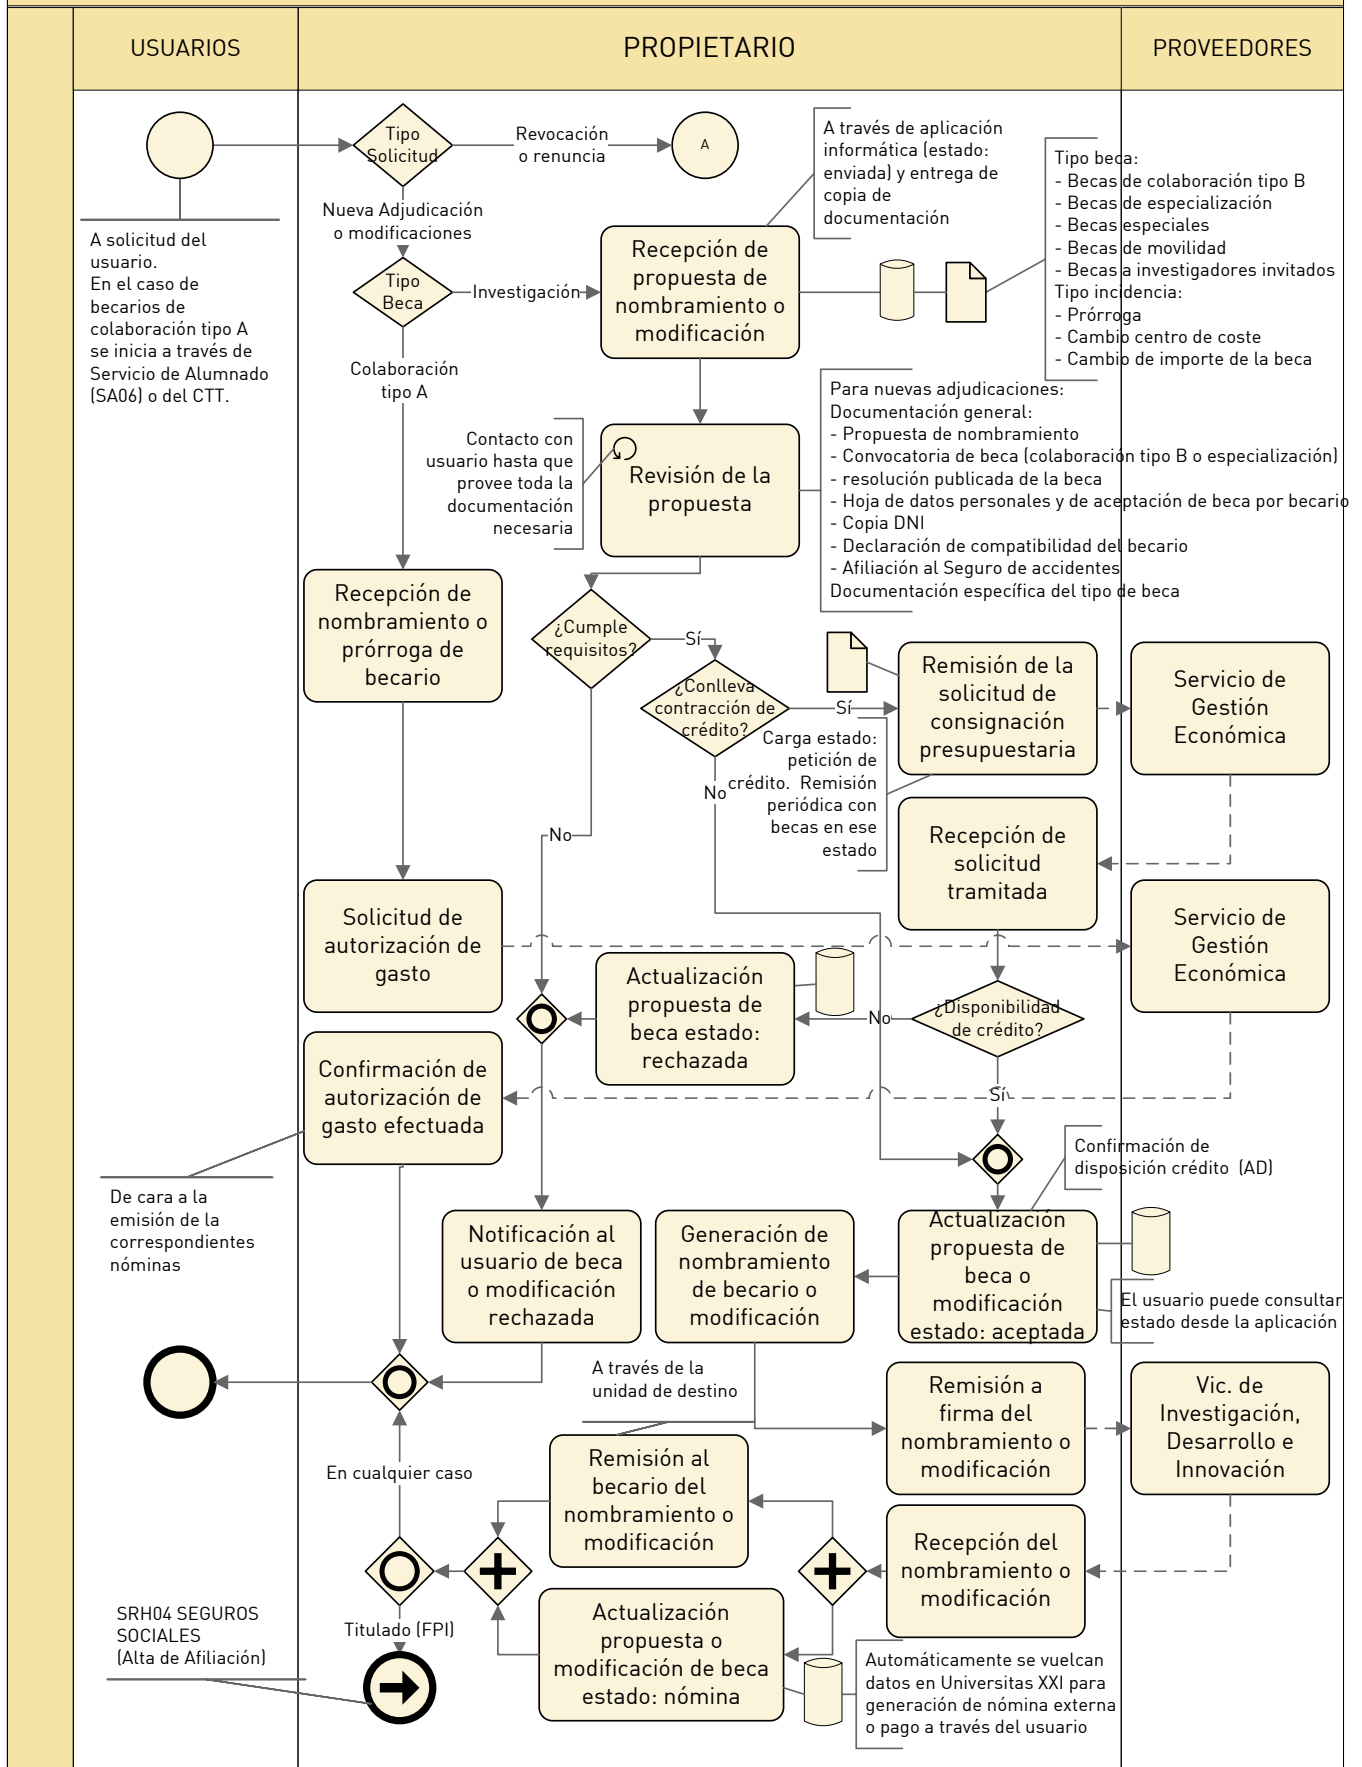 USUARIOS
PROPIETARIO
PROVEEDORES
Tipo
Solicitud
Revocación
o renuncia
A
A través de aplicación
informática (estado:
enviada) y entrega de
copia de
documentación
Tipo beca:
- Becas de colaboración tipo B
- Becas de especialización
- Becas especiales
- Becas de movilidad
- Becas a investigadores invitados
Tipo incidencia:
- Prórroga
- Cambio centro de coste
- Cambio de importe de la beca
A solicitud del
usuario.
En el caso de
becarios de
colaboración tipo A
se inicia a través de
Servicio de Alumnado
(SA06) o del CTT.
Nueva Adjudicación
o modificaciones
Tipo
Beca
Investigación
Recepción de
propuesta de
nombramiento o
modificación
Colaboración
tipo A
Contacto con
usuario hasta que
provee toda la
documentación
necesaria
Revisión de la
propuesta
Para nuevas adjudicaciones:
Documentación general:
- Propuesta de nombramiento
- Convocatoria de beca (colaboración tipo B o especialización)
- resolución publicada de la beca
- Hoja de datos personales y de aceptación de beca por becario
- Copia DNI
- Declaración de compatibilidad del becario
- Afiliación al Seguro de accidentes
Documentación específica del tipo de beca
Recepción de
nombramiento o
prórroga de
becario
¿Cumple
requisitos?
Sí
¿Conlleva
contracción de
crédito?
Sí
Remisión de la
solicitud de
consignación
presupuestaria
Servicio de
Gestión
Económica
Carga estado:
petición de
crédito.  Remisión
periódica con
becas en ese
estado
No
No
Recepción de
solicitud
tramitada
Solicitud de
autorización de
gasto
Servicio de
Gestión
Económica
Actualización
propuesta de
beca estado:
rechazada
No
¿Disponibilidad
de crédito?
Confirmación de
autorización de
gasto efectuada
Sí
Confirmación de
disposición crédito  (AD)
De cara a la
emisión de la
correspondientes
nóminas
Notificación al
usuario de beca
o modificación
rechazada
Generación de
nombramiento
de becario o
modificación
Actualización
propuesta de
beca o
modificación
estado: aceptada
El usuario puede consultar
estado desde la aplicación
A través de la
unidad de destino
Remisión a
firma del
nombramiento o
modificación
Vic. de
Investigación,
Desarrollo e
Innovación
En cualquier caso
Remisión al
becario del
nombramiento o
modificación
Recepción del
nombramiento o
modificación
SRH04 SEGUROS
SOCIALES
(Alta de Afiliación)
Titulado (FPI)
Actualización
propuesta o
modificación de beca
estado: nómina
Automáticamente se vuelcan
datos en Universitas XXI para
generación de nómina externa
o pago a través del usuario